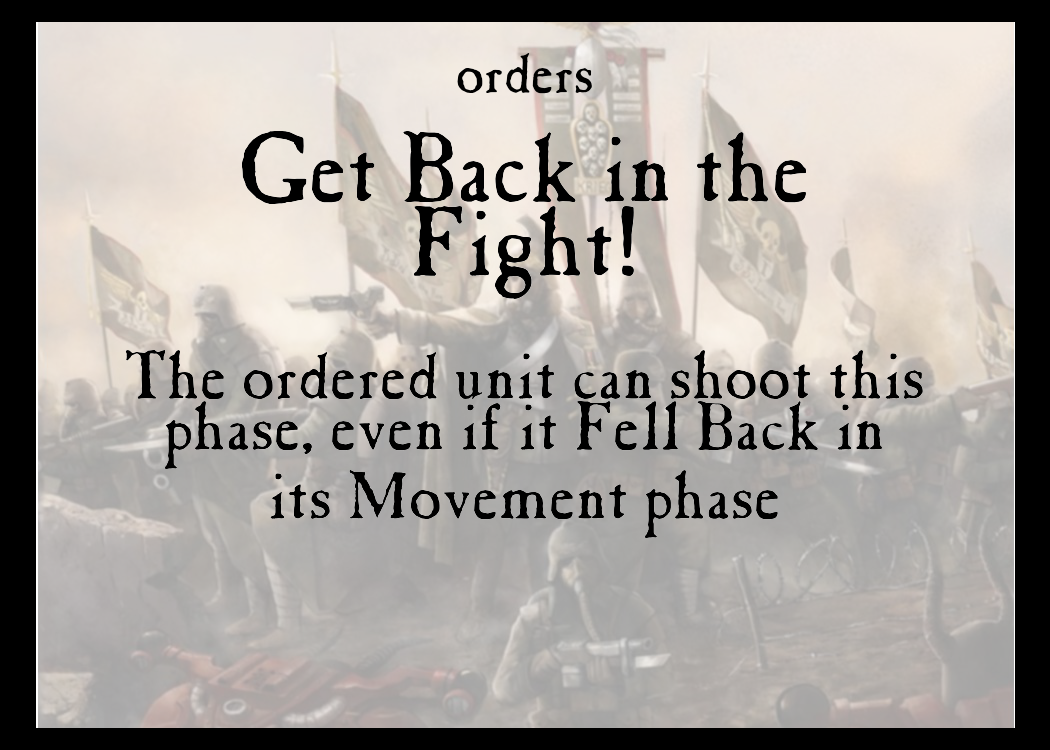 orders
Get Back in the
Fight!
The ordered unit can shoot this
phase, even if it Fell Back in
its Movement phase